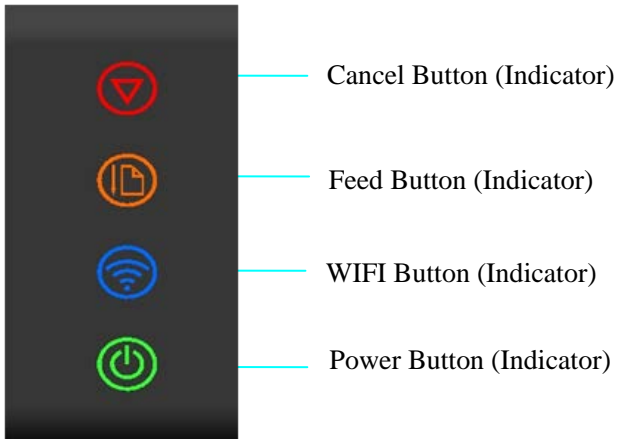 Cancel Button (Indicator)
Feed Button (Indicator)
WIFI Button (Indicator)
Power Button (Indicator)